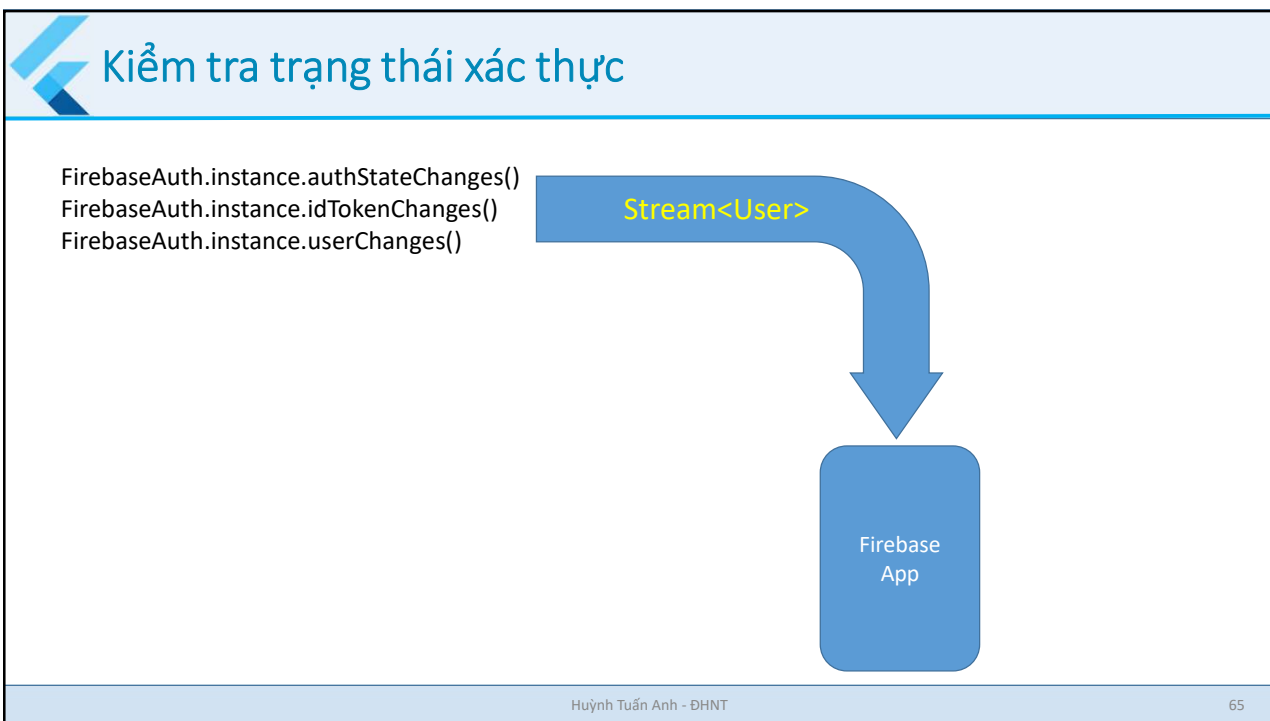 Kiểm tra trạng thái xác thực
FirebaseAuth.instance.authStateChanges()
FirebaseAuth.instance.idTokenChanges()
FirebaseAuth.instance.userChanges()
Stream<User>
Firebase
App
Huỳnh Tuấn Anh - ĐHNT
65